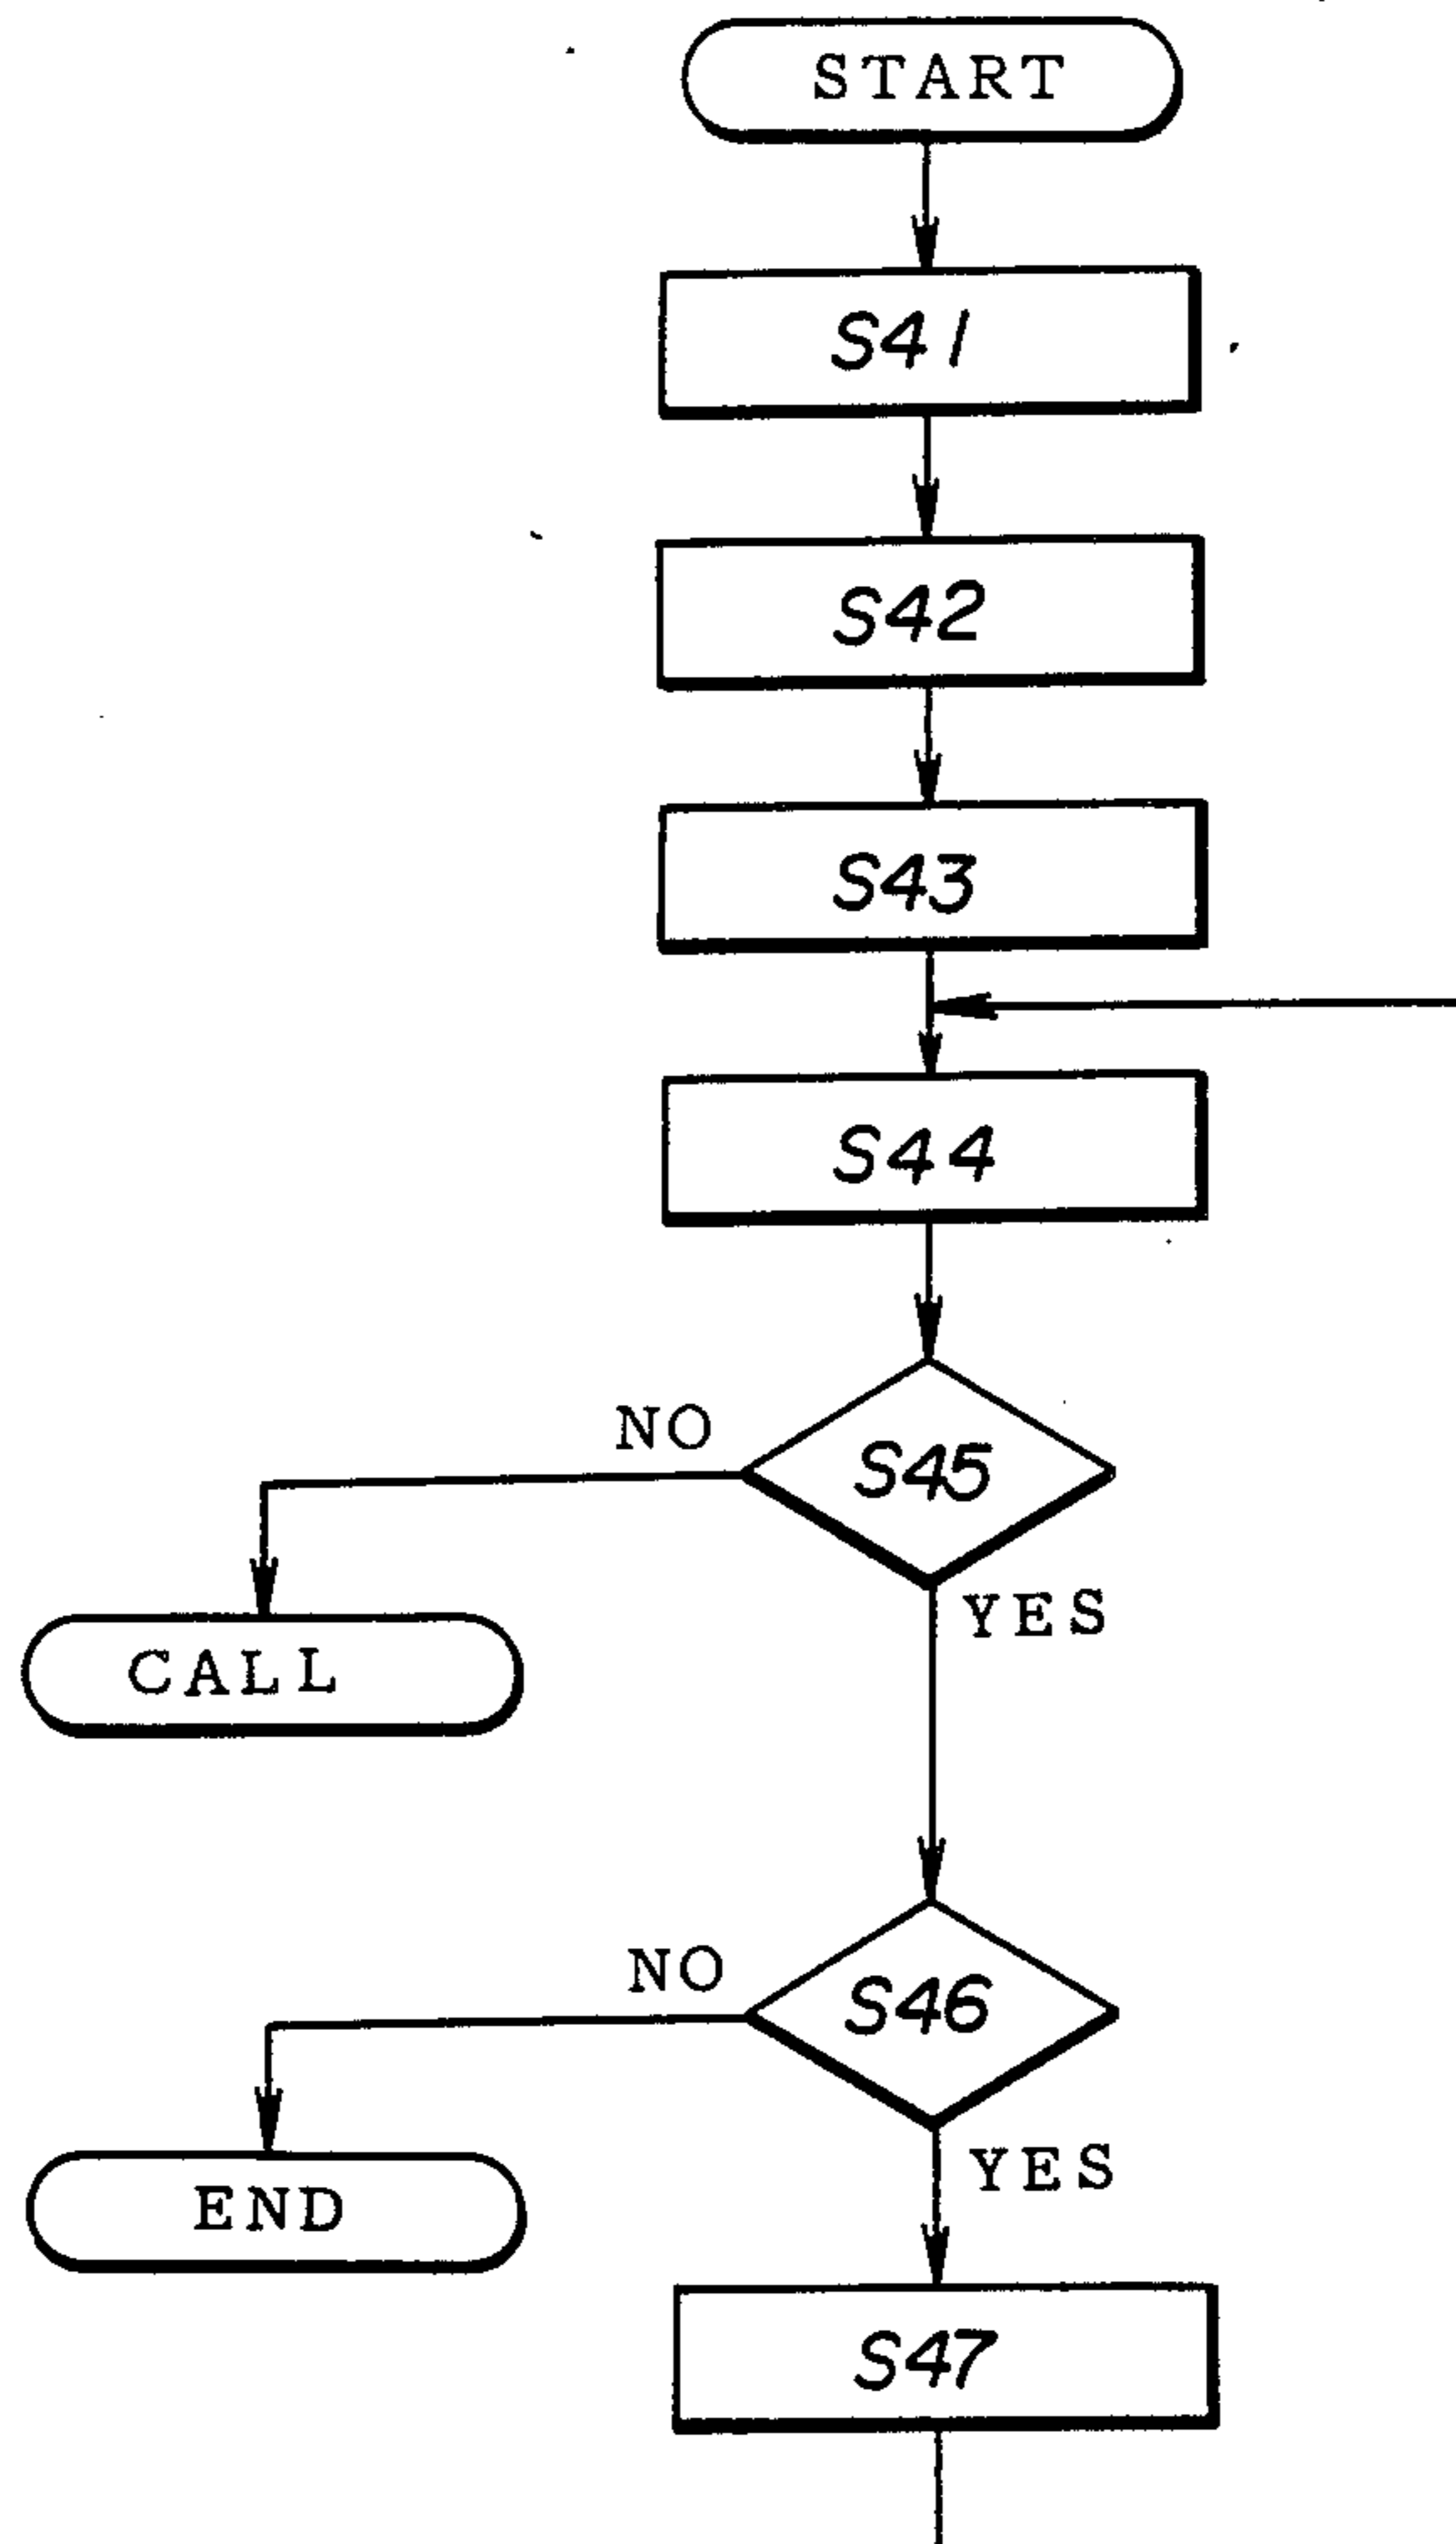 START
S41
S42
S43
S44
NO
S45
YES
CALL
NO
S46
YES
END
S47